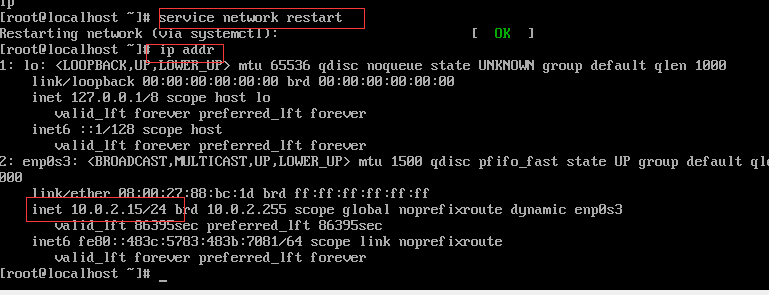 ip
[root@localhost ~]# service network restart
Restarting network (via systemctl):                        [  OK  ]
[root@localhost ~]# ip addr
1: lo: <LOOPBACK,UP,LOWER_UP> mtu 65536 qdisc noqueue state UNKNOWN group default qlen 1000
    link/loopback 00:00:00:00:00:00 brd 00:00:00:00:00:00
    inet 127.0.0.1/8 scope host lo
       valid_lft forever preferred_lft forever
    inet6 ::1/128 scope host
       valid_lft forever preferred_lft forever
2: enp0s3: <BROADCAST,MULTICAST,UP,LOWER_UP> mtu 1500 qdisc pfifo_fast state UP group default qlen 1
000
    link/ether 08:00:27:88:bc:1d brd ff:ff:ff:ff:ff:ff
    inet 10.0.2.15/24 brd 10.0.2.255 scope global noprefixroute dynamic enp0s3
       valid_lft 86395sec preferred_lft 86395sec
    inet6 fe80::483c:5783:483b:7081/64 scope link noprefixroute
       valid_lft forever preferred_lft forever
[root@localhost ~]# _